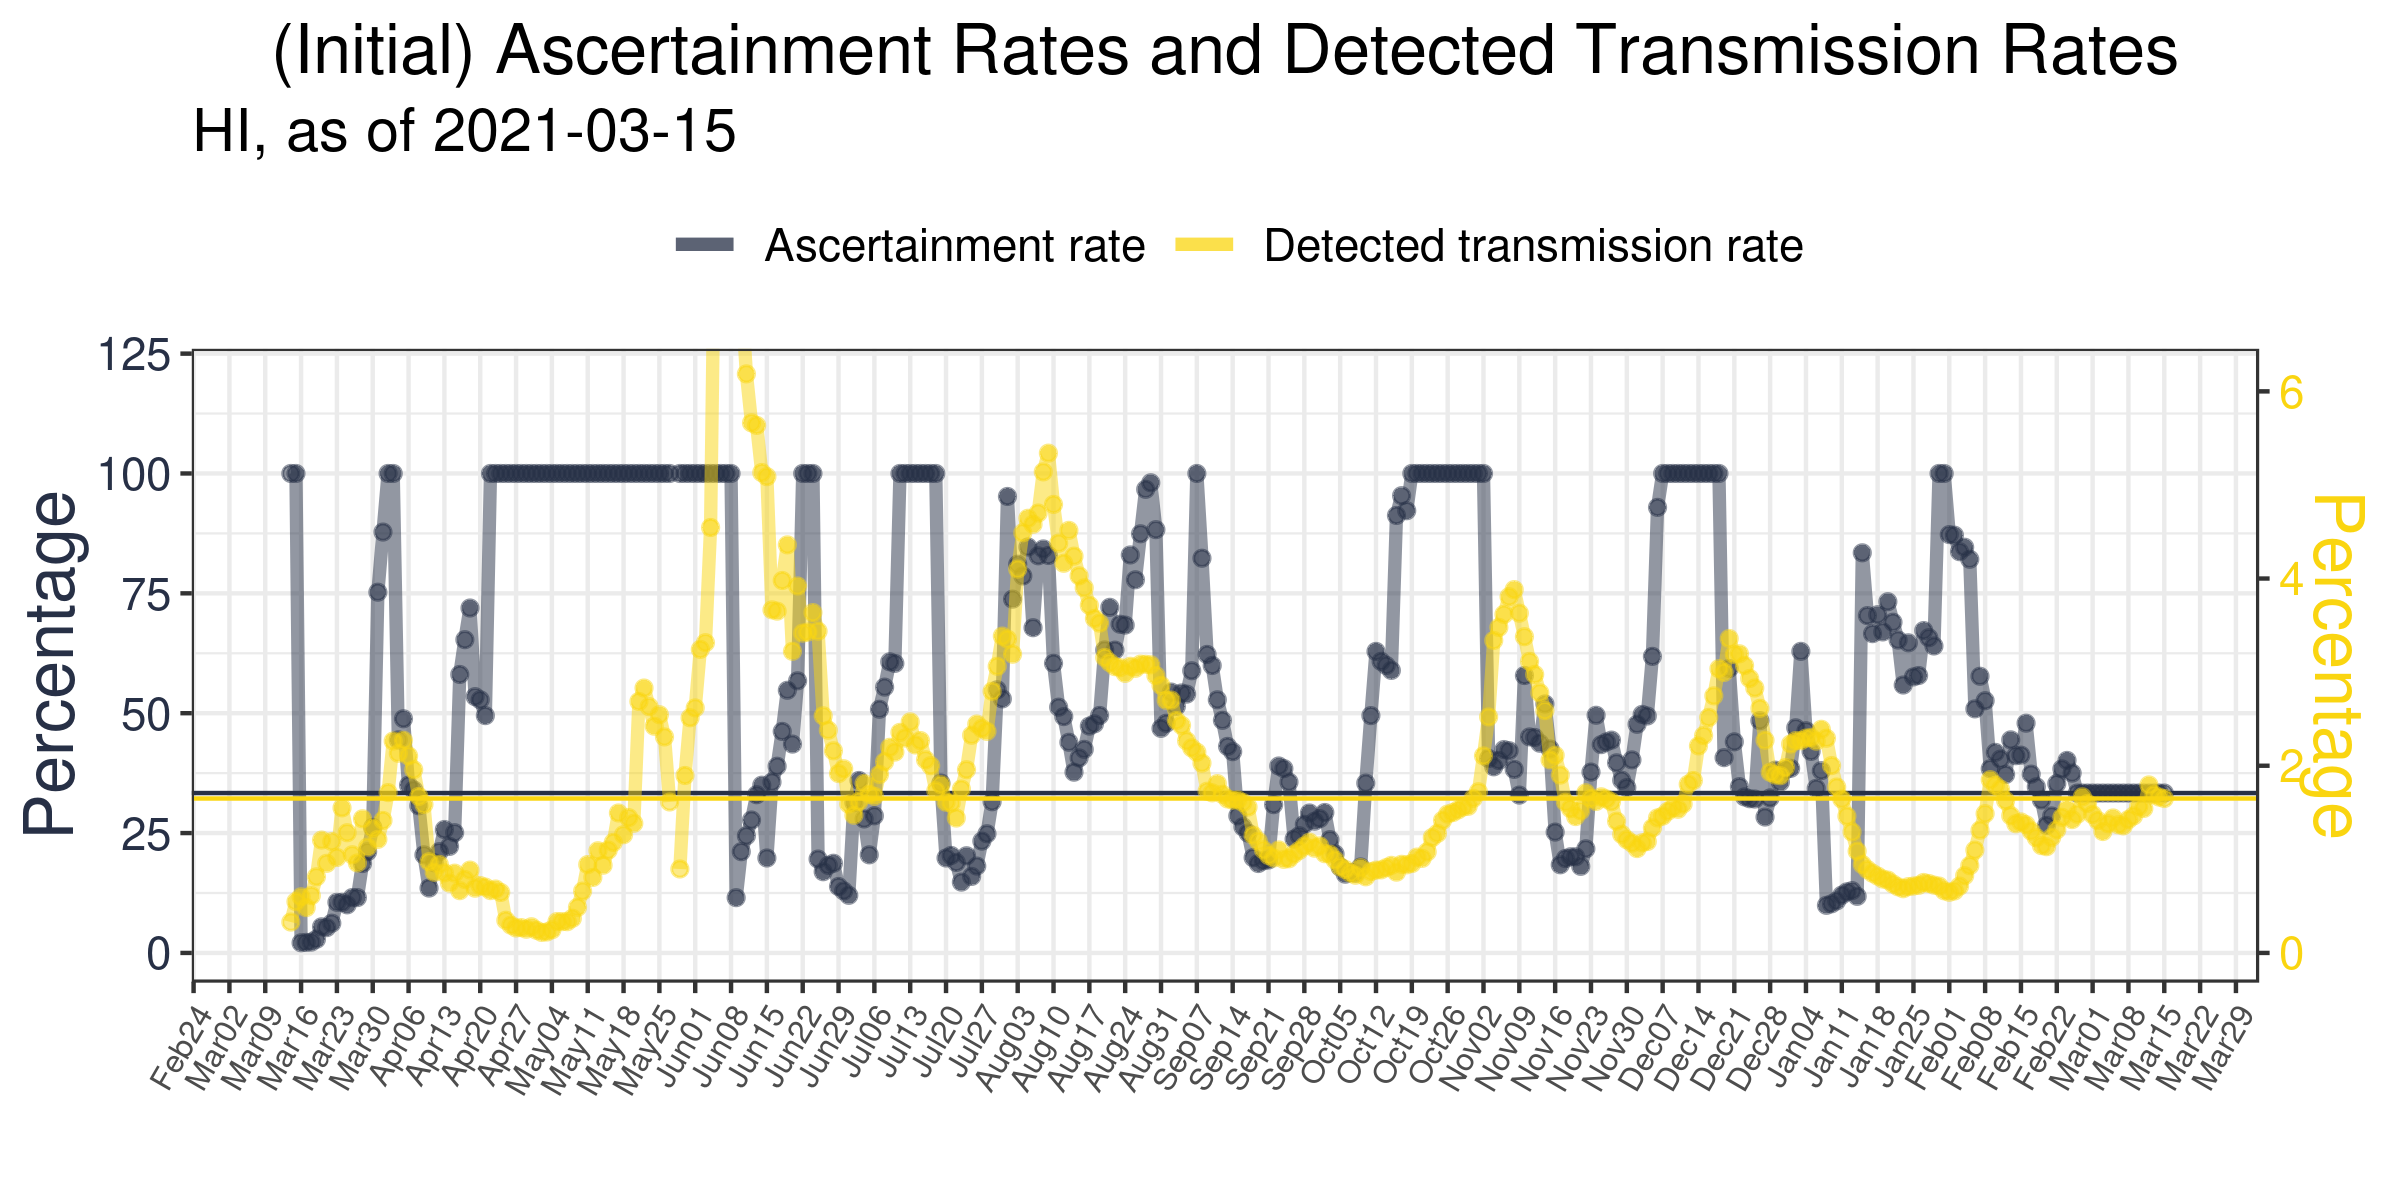 (Initial) Ascertainment Rates and Detected Transmission Rates
HI, as of 2021-03-15
Ascertainment rate Detected transmission rate
125
100
75
50
25
0
Percentage
6
4
2
0
Percentage
Feb24 Mar02 Mar09 Mar16 Mar23 Mar30 Apr06 Apr13 Apr20 Apr27 May04 May11 May18 May25 Jun01 Jun08 Jun15 Jun22 Jun29 Jul06 Jul13 Jul20 Jul27 Aug03 Aug10 Aug17 Aug24 Aug31 Sep07 Sep14 Sep21 Sep28 Oct05 Oct12 Oct19 Oct26 Nov02 Nov09 Nov16 Nov23 Nov30 Dec07 Dec14 Dec21 Dec28 Jan04 Jan11 Jan18 Jan25 Feb01 Feb08 Feb15 Feb22 Mar01 Mar08 Mar15 Mar22 Mar29